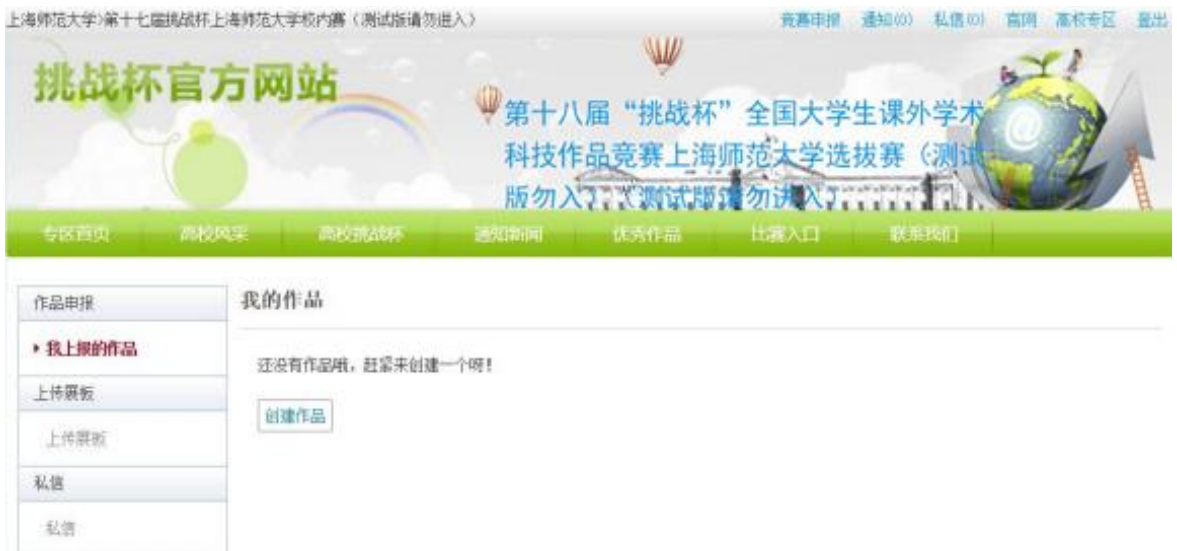 上海师范大学>第十七届挑战杯上海师范大学校内赛（测试版请勿进入）
竞赛申报 通知(0) 私信(0) 官网 高校专区 登出
挑战杯官方网站
第十八届“挑战杯”全国大学生课外学术
科技作品竞赛上海师范大学选拔赛（测试
版勿入）（测试版请勿进入）
专区首页 高校风采 高校挑战杯 通知新闻 优秀作品 比赛入口 联系我们
作品申报
我上报的作品
上传展板
上传展板
私信
私信
我的作品
还没有作品哦，赶紧来创建一个呀！
创建作品